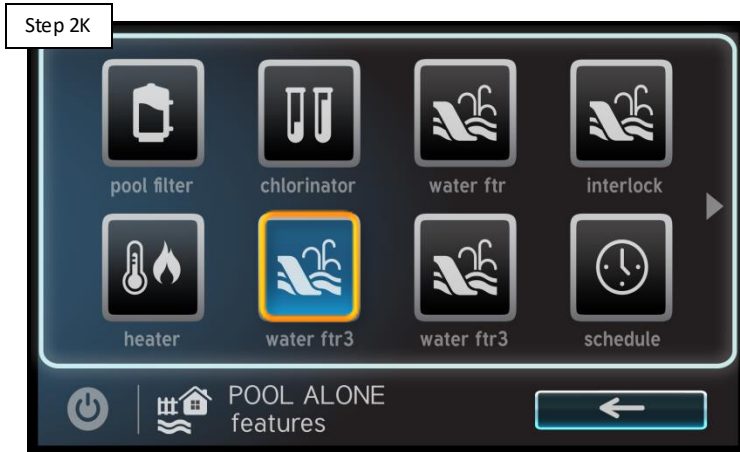 Step 2K
pool filter chlorinator water ftr interlock
heater water ftr3 water ftr3 schedule
POOL ALONE
features